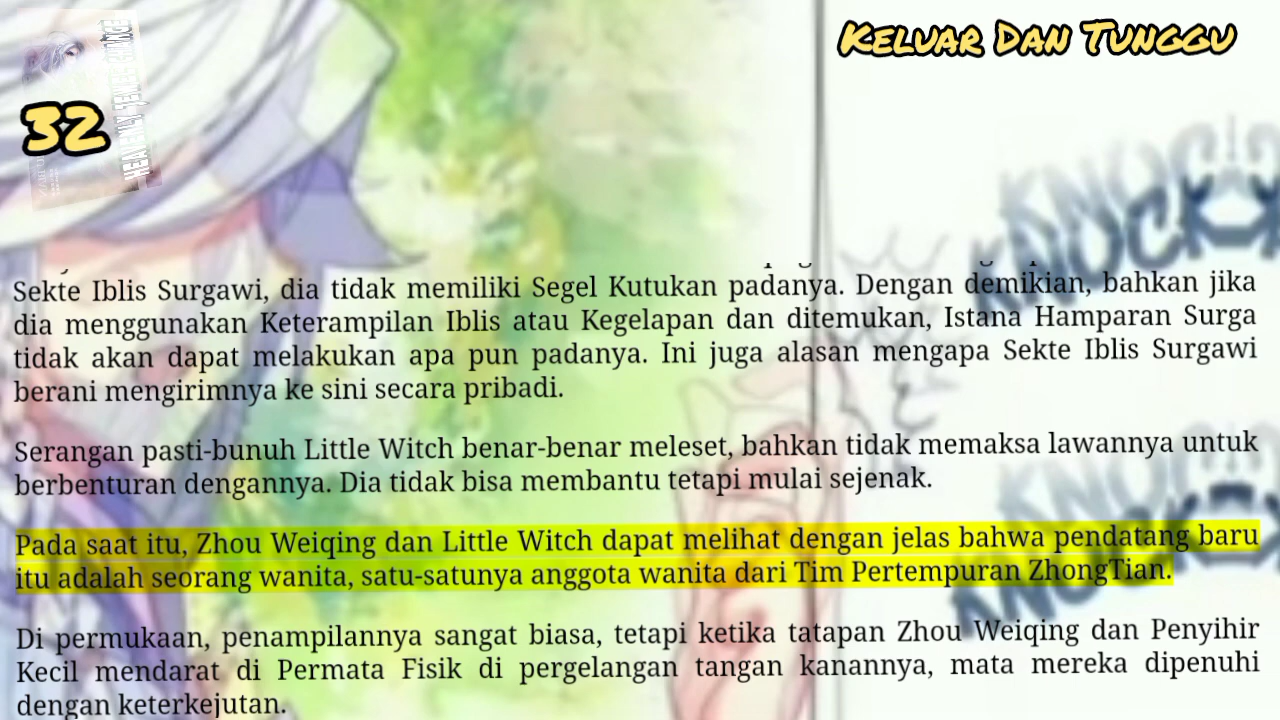 KELUAR DAN TUNGGU
32
HEAVENLY JEWEL CHANGE
KNOCK
KNOCK
Sekte Iblis Surgawi, dia tidak memiliki Segel Kutukan padanya. Dengan demikian, bahkan jika
dia menggunakan Keterampilan Iblis atau Kegelapan dan ditemukan, Istana Hamparan Surga
tidak akan dapat melakukan apa pun padanya. Ini juga alasan mengapa Sekte Iblis Surgawi
berani mengirimnya ke sini secara pribadi.
Serangan pasti-bunuh Little Witch benar-benar meleset, bahkan tidak memaksa lawannya untuk
berbenturan dengannya. Dia tidak bisa membantu tetapi mulai sejenak.
Pada saat itu, Zhou Weiqing dan Little Witch dapat melihat dengan jelas bahwa pendatang baru
itu adalah seorang wanita, satu-satunya anggota wanita dari Tim Pertempuran ZhongTian.
Di permukaan, penampilannya sangat biasa, tetapi ketika tatapan Zhou Weiqing dan Penyihir
Kecil mendarat di Permata Fisik di pergelangan tangan kanannya, mata mereka dipenuhi
dengan keterkejutan.